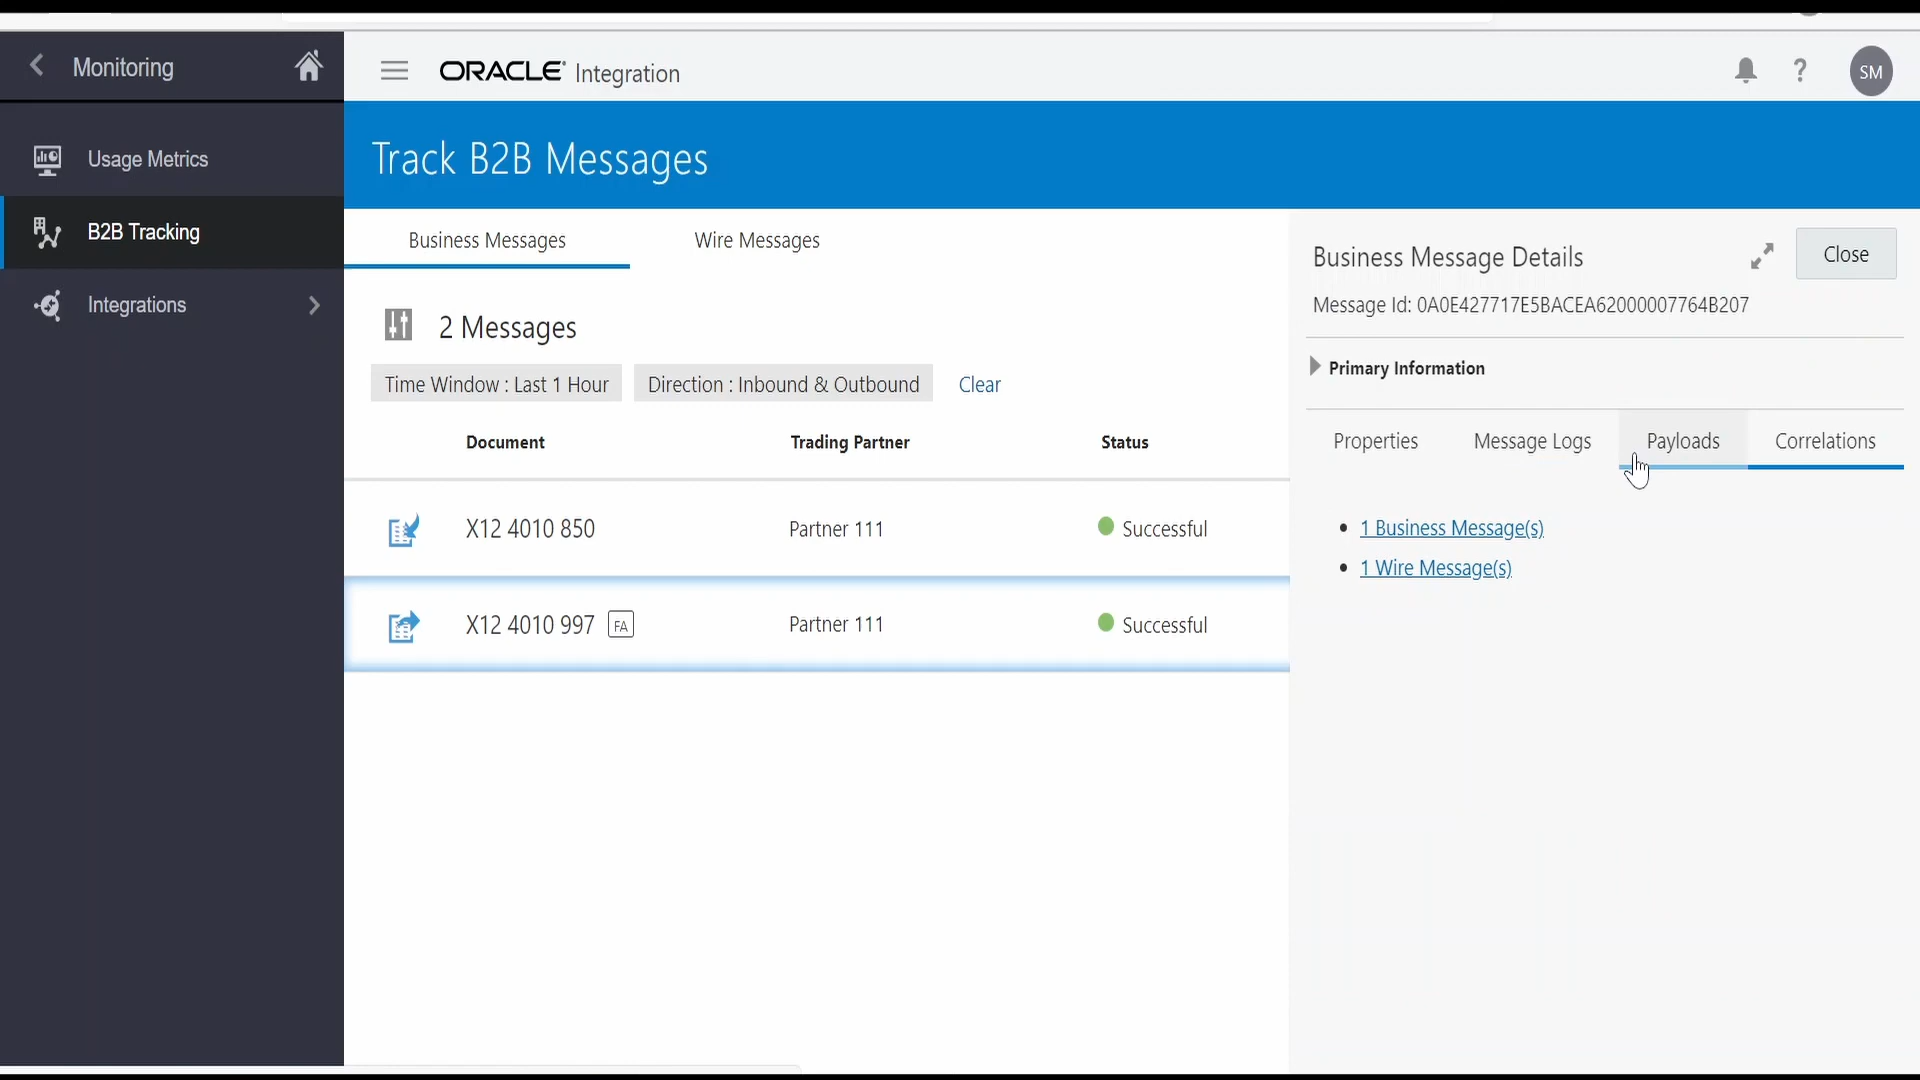 Monitoring
ORACLE Integration
?
SM
Usage Metrics
Track B2B Messages
B2B Tracking
Integrations
Business Messages
Wire Messages
2 Messages
Time Window : Last 1 Hour
Direction : Inbound & Outbound
Clear
Document
Trading Partner
Status
X12 4010 850
Partner 111
Successful
X12 4010 997 FA
Partner 111
Successful
Business Message Details
Close
Message Id: 0A0E427717E5BACEA62000007764B207
Primary Information
Properties
Message Logs
Payloads
Correlations
1 Business Message(s)
1 Wire Message(s)